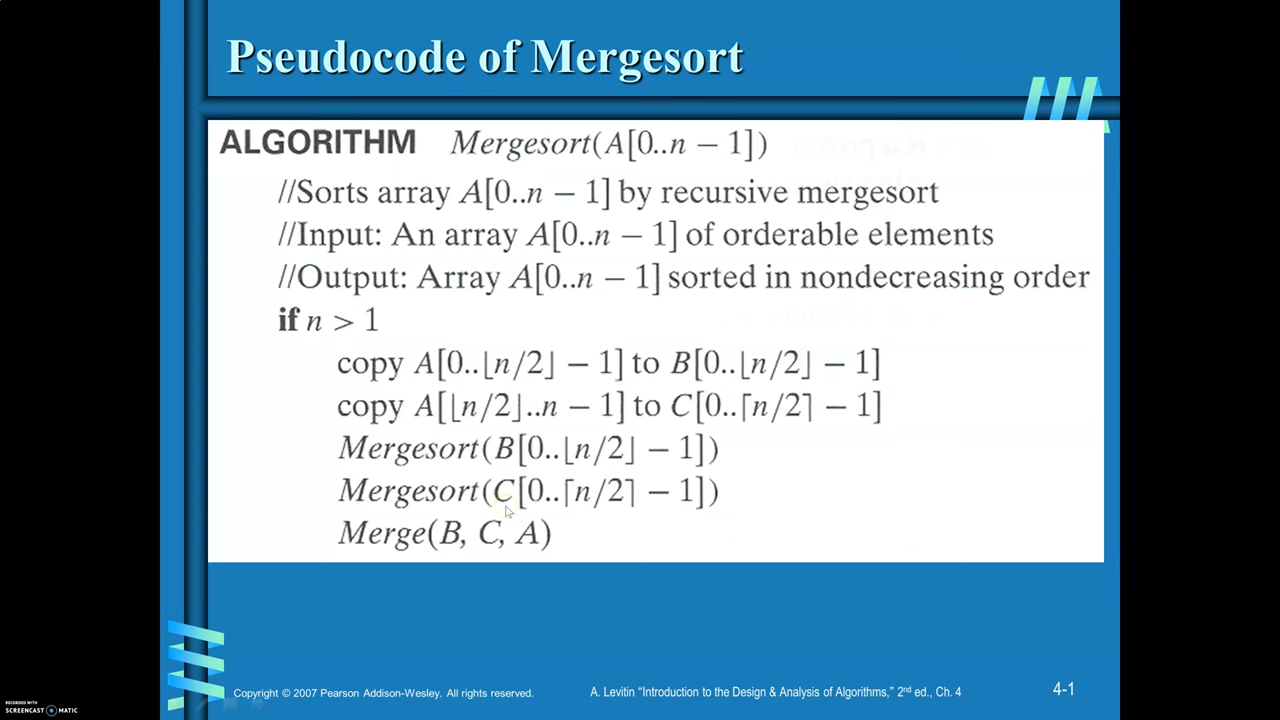 Pseudocode of Mergesort
ALGORITHM Mergesort(A[0..n − 1])
//Sorts array A[0..n − 1] by recursive mergesort
//Input: An array A[0..n − 1] of orderable elements
//Output: Array A[0..n − 1] sorted in nondecreasing order
if n > 1
copy A[0..⌊n/2⌋ − 1] to B[0..⌊n/2⌋ − 1]
copy A[⌊n/2⌋..n − 1] to C[0..⌈n/2⌉ − 1]
Mergesort(B[0..⌊n/2⌋ − 1])
Mergesort(C[0..⌈n/2⌉ − 1])
Merge(B, C, A)
Copyright © 2007 Pearson Addison-Wesley. All rights reserved.
A. Levitin “Introduction to the Design & Analysis of Algorithms,” 2nd ed., Ch. 4
4-1
RECORDED WITH
SCREENCAST MATIC